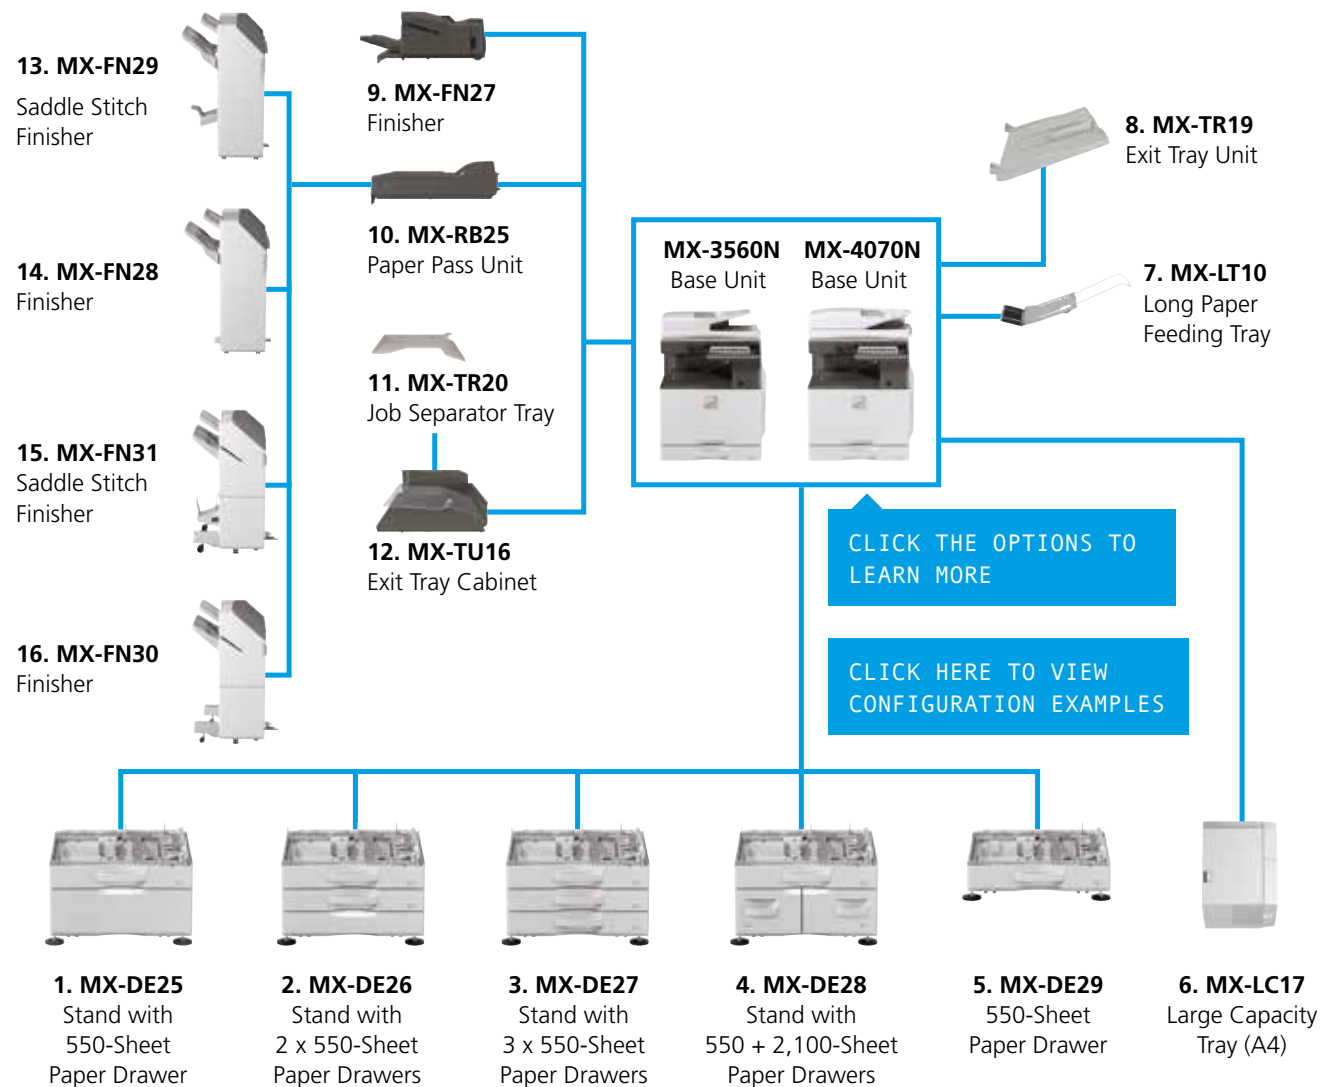 13. MX-FN29
Saddle Stitch
Finisher
9. MX-FN27
Finisher
8. MX-TR19
Exit Tray Unit
10. MX-RB25
Paper Pass Unit
MX-3560N
Base Unit
MX-4070N
Base Unit
14. MX-FN28
Finisher
7. MX-LT10
Long Paper
Feeding Tray
11. MX-TR20
Job Separator Tray
15. MX-FN31
Saddle Stitch
Finisher
12. MX-TU16
Exit Tray Cabinet
CLICK THE OPTIONS TO
LEARN MORE
16. MX-FN30
Finisher
CLICK HERE TO VIEW
CONFIGURATION EXAMPLES
1. MX-DE25
Stand with
550-Sheet
Paper Drawer
2. MX-DE26
Stand with
2 x 550-Sheet
Paper Drawers
3. MX-DE27
Stand with
3 x 550-Sheet
Paper Drawers
4. MX-DE28
Stand with
550 + 2,100-Sheet
Paper Drawers
5. MX-DE29
550-Sheet
Paper Drawer
6. MX-LC17
Large Capacity
Tray (A4)